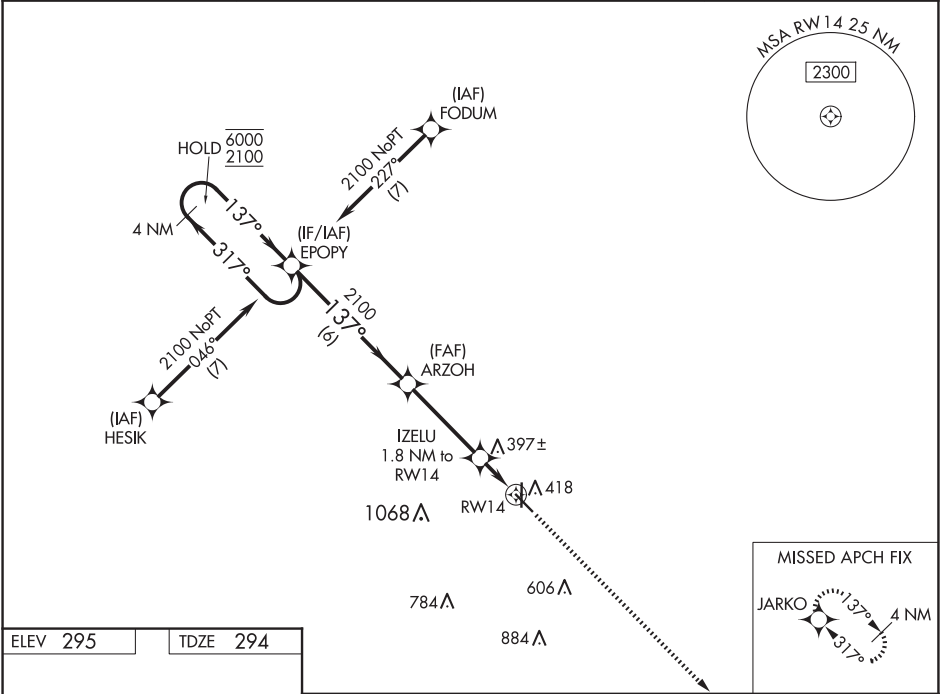 MSA RW14 25 NM
2300
(IAF)
FODUM
2100 NoPT
227°
(7)
HOLD
6000
2100
4 NM
137°
317°
(IF/IAF)
EPOPY
2100
137°
(6)
2100 NoPT
046°
(7)
(IAF)
HESIK
(FAF)
ARZOH
IZELU
1.8 NM to
RW14
397±
418
RW14
1068
784
606
884
MISSED APCH FIX
JARKO
137°
4 NM
317°
ELEV 295
TDZE 294